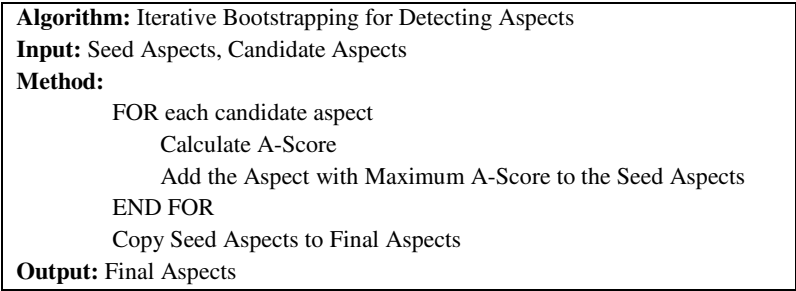 Algorithm: Iterative Bootstrapping for Detecting Aspects
Input: Seed Aspects, Candidate Aspects
Method:
FOR each candidate aspect
Calculate A-Score
Add the Aspect with Maximum A-Score to the Seed Aspects
END FOR
Copy Seed Aspects to Final Aspects
Output: Final Aspects